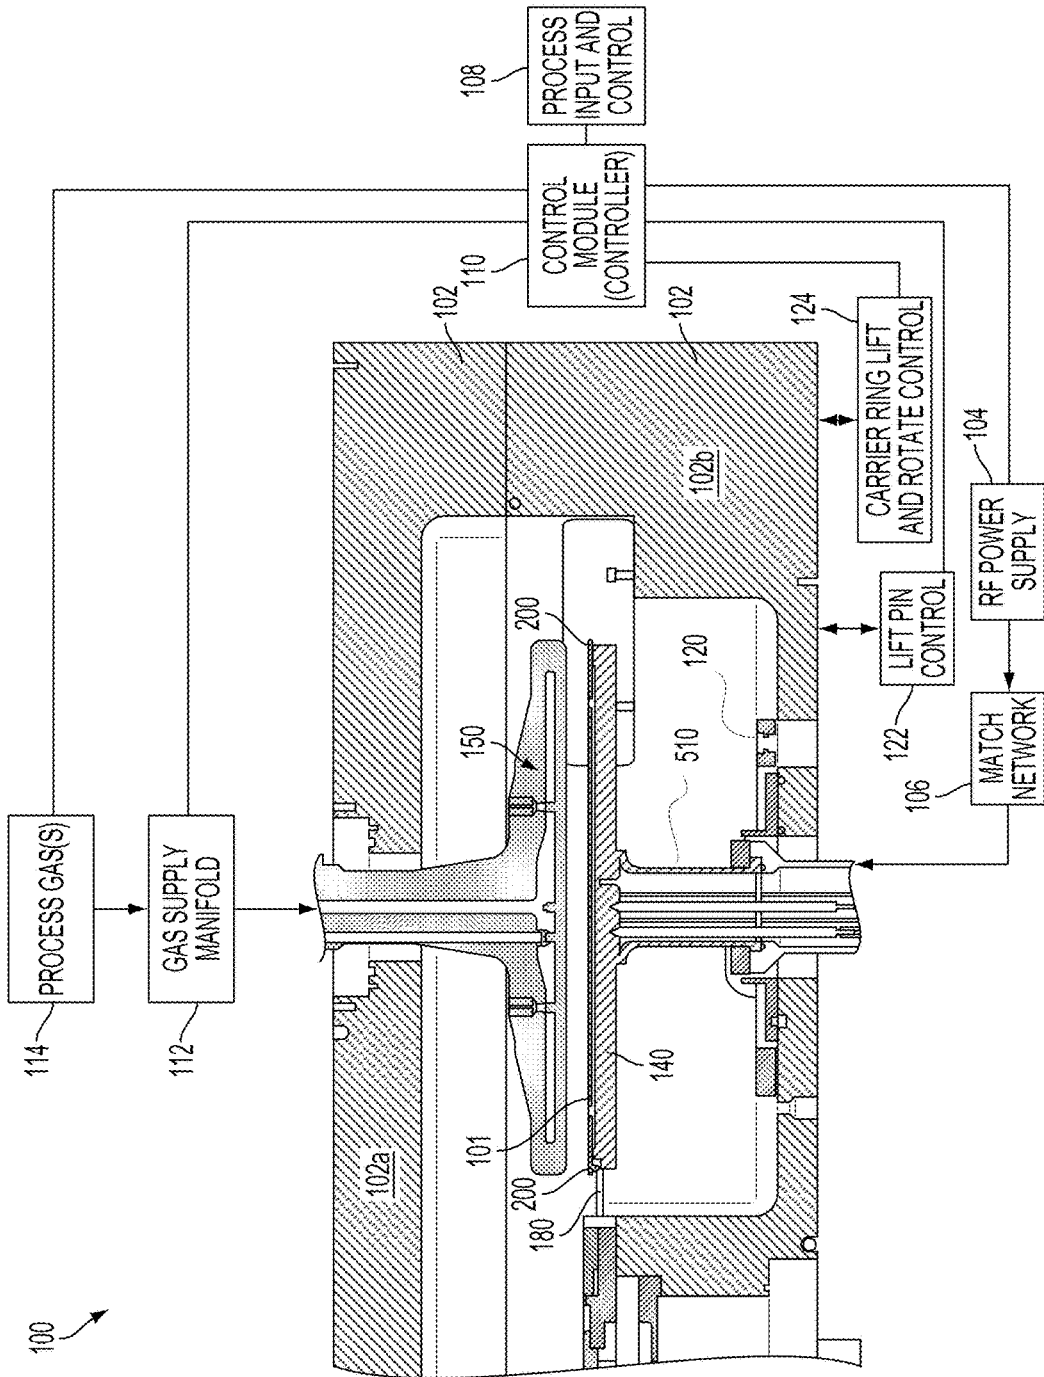 100
114
PROCESS GAS(S)
112
GAS SUPPLY
MANIFOLD
102a
101
200
180
140
150
200
510
120
102
102
102b
110
CONTROL
MODULE
(CONTROLLER)
108
PROCESS
INPUT AND
CONTROL
124
CARRIER RING LIFT
AND ROTATE CONTROL
122
LIFT PIN
CONTROL
104
RF POWER
SUPPLY
106
MATCH
NETWORK